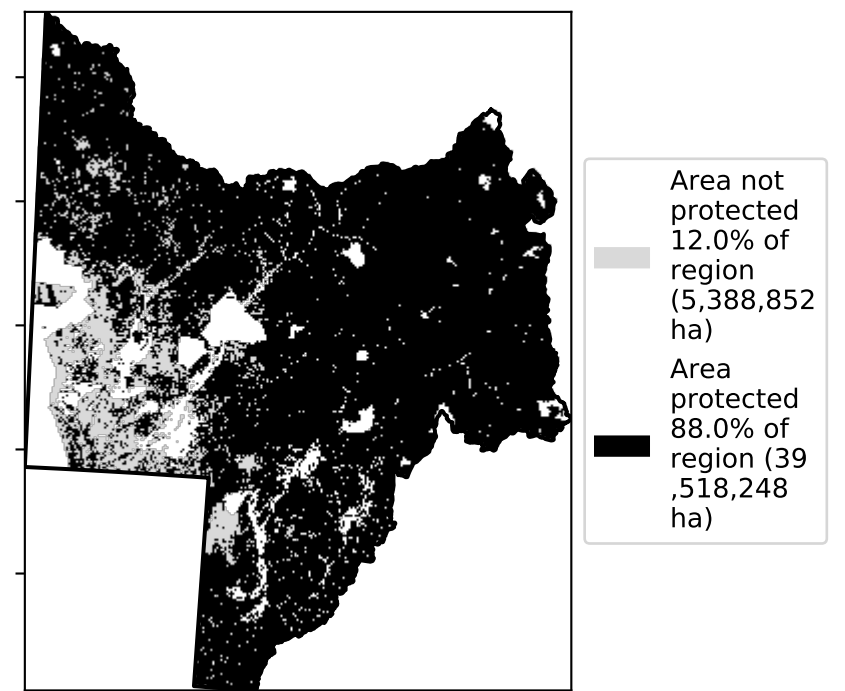 Area not
protected
12.0% of
region
(5,388,852
ha)
Area
protected
88.0% of
region (39
,518,248
ha)